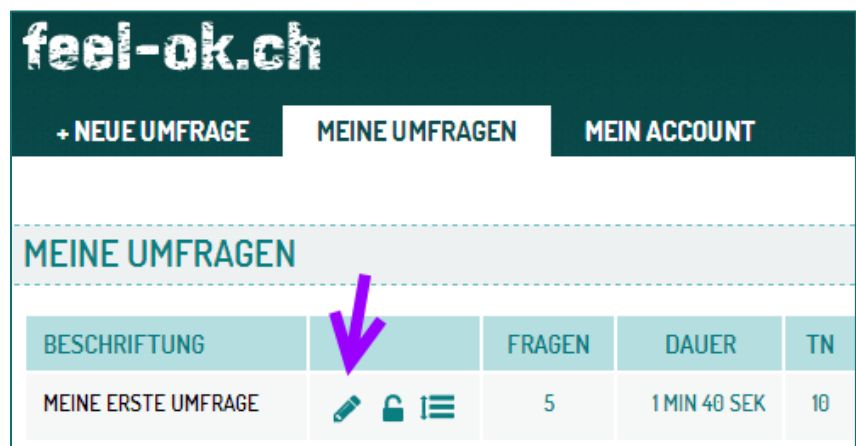 feel-ok.ch
+ NEUE UMFRAGE MEINE UMFRAGEN MEIN ACCOUNT
MEINE UMFRAGEN
BESCHRIFTUNG FRAGEN DAUER TN
MEINE ERSTE UMFRAGE 5 1 MIN 40 SEK 10